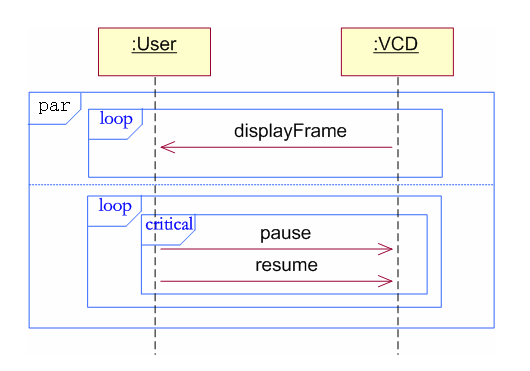 :User
:VCD
par
loop
displayFrame
loop
critical
pause
resume